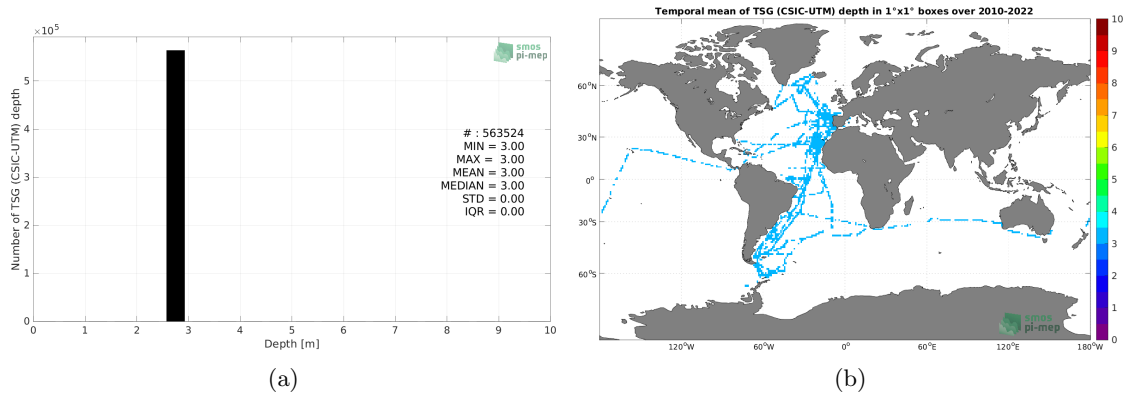 ×10⁵
smos
pi-mep
5
4
3
2
1
0
Number of TSG (CSIC-UTM) depth
# : 563524
MIN = 3.00
MAX = 3.00
MEAN = 3.00
MEDIAN = 3.00
STD = 0.00
IQR = 0.00
0 1 2 3 4 5 6 7 8 9 10
Depth [m]
(a)
Temporal mean of TSG (CSIC-UTM) depth in 1°x1° boxes over 2010-2022
60°N
30°N
0°
30°S
60°S
120°W 60°W 0° 60°E 120°E 180°W
smos
pi-mep
10
9
8
7
6
5
4
3
2
1
0
(b)